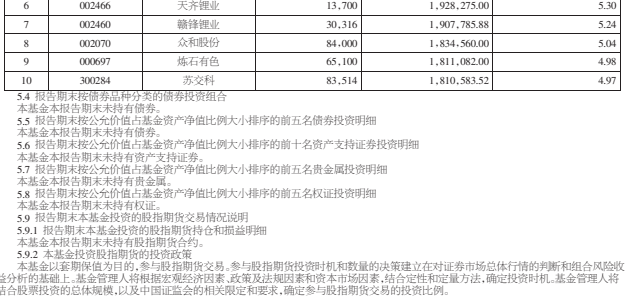 6 002466 天齐锂业 13,700 1,928,275.00 5.30
7 002460 赣锋锂业 30,316 1,907,785.88 5.24
8 002070 众和股份 84,000 1,834,560.00 5.04
9 000697 炼石有色 65,100 1,811,082.00 4.98
10 300284 苏交科 83,514 1,810,583.52 4.97
5.4 报告期末按债券品种分类的债券投资组合
本基金本报告期末未持有债券。
5.5 报告期末按公允价值占基金资产净值比例大小排序的前五名债券投资明细
本基金本报告期末未持有债券。
5.6 报告期末按公允价值占基金资产净值比例大小排序的前十名资产支持证券投资明细
本基金本报告期末未持有资产支持证券。
5.7 报告期末按公允价值占基金资产净值比例大小排序的前五名贵金属投资明细
本基金本报告期末未持有贵金属。
5.8 报告期末按公允价值占基金资产净值比例大小排序的前五名权证投资明细
本基金本报告期末未持有权证。
5.9 报告期末本基金投资的股指期货交易情况说明
5.9.1 报告期末本基金投资的股指期货持仓和损益明细
本基金本报告期末未持有股指期货合约。
5.9.2 本基金投资股指期货的投资政策
本基金以套期保值为目的,参与股指期货交易。参与股指期货投资时机和数量的决策建立在对证券市场总体行情的判断和组合风险收
益分析的基础上。基金管理人将根据宏观经济因素、政策及法规因素和资本市场因素,结合定性和定量方法,确定投资时机。基金管理人将
结合股票投资的总体规模,以及中国证监会的相关限定和要求,确定参与股指期货交易的投资比例。